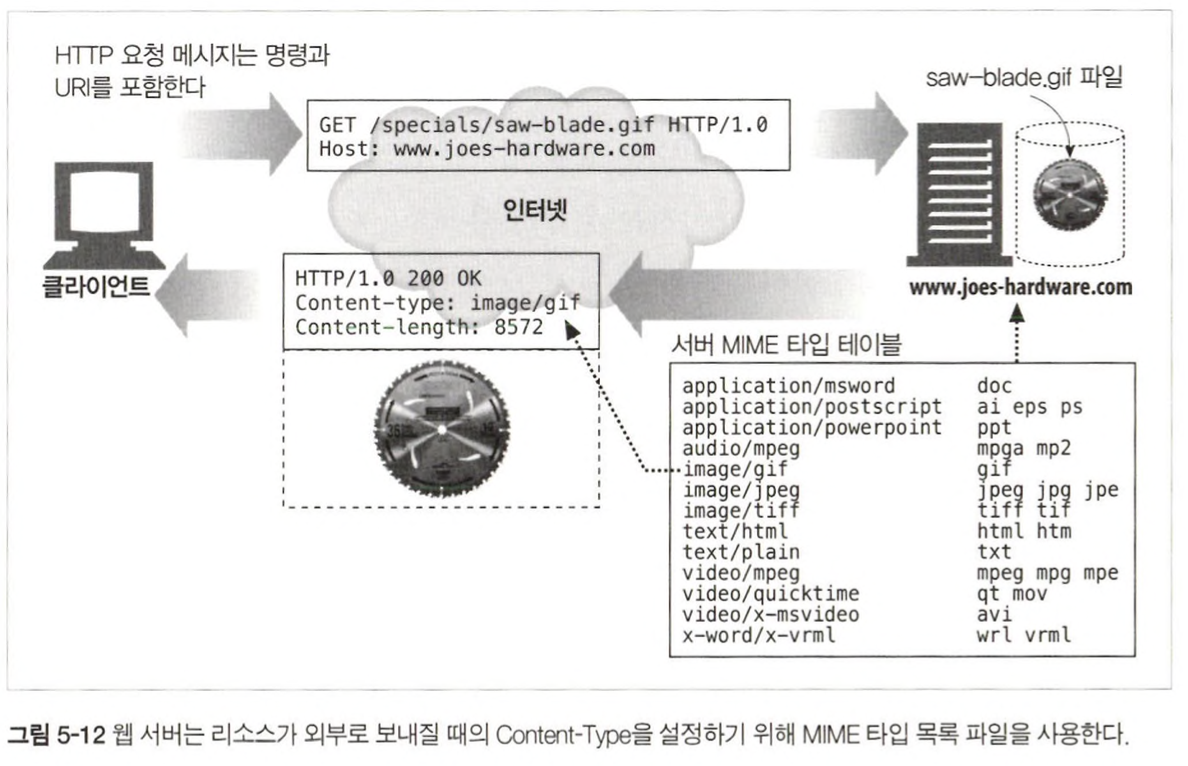 HTTP 요청 메시지는 명령과
URI를 포함한다
saw-blade.gif 파일
GET /specials/saw-blade.gif HTTP/1.0
Host: www.joes-hardware.com
인터넷
클라이언트
www.joes-hardware.com
HTTP/1.0 200 OK
Content-type: image/gif
Content-length: 8572
서버 MIME 타입 테이블
application/msword doc
application/postscript ai eps ps
application/powerpoint ppt
audio/mpeg mpga mp2
image/gif gif
image/jpeg jpeg jpg jpe
image/tiff tiff tif
text/html html htm
text/plain txt
video/mpeg mpeg mpg mpe
video/quicktime qt mov
video/x-msvideo avi
x-word/x-vrml wrl vrml
그림 5-12 웹 서버는 리소스가 외부로 보내질 때의 Content-Type을 설정하기 위해 MIME 타입 목록 파일을 사용한다.